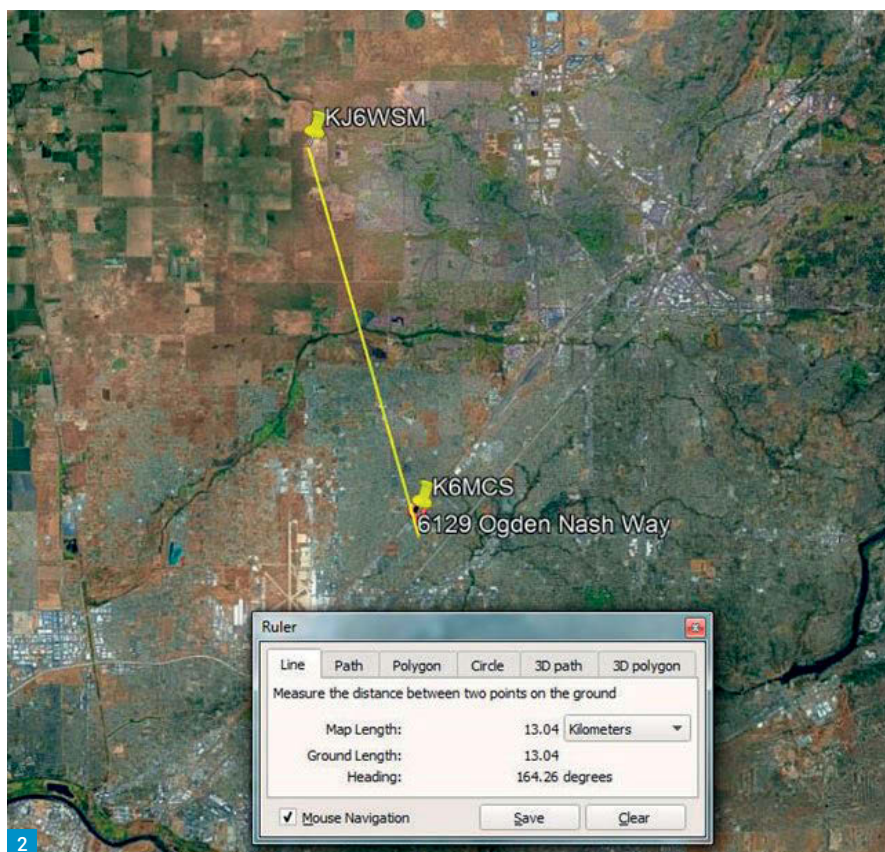 KJ6WSM
K6MCS
6129 Ogden Nash Way
Ruler
Line Path Polygon Circle 3D path 3D polygon
Measure the distance between two points on the ground
Map Length: 13.04 Kilometers
Ground Length: 13.04
Heading: 164.26 degrees
Mouse Navigation Save Clear
2